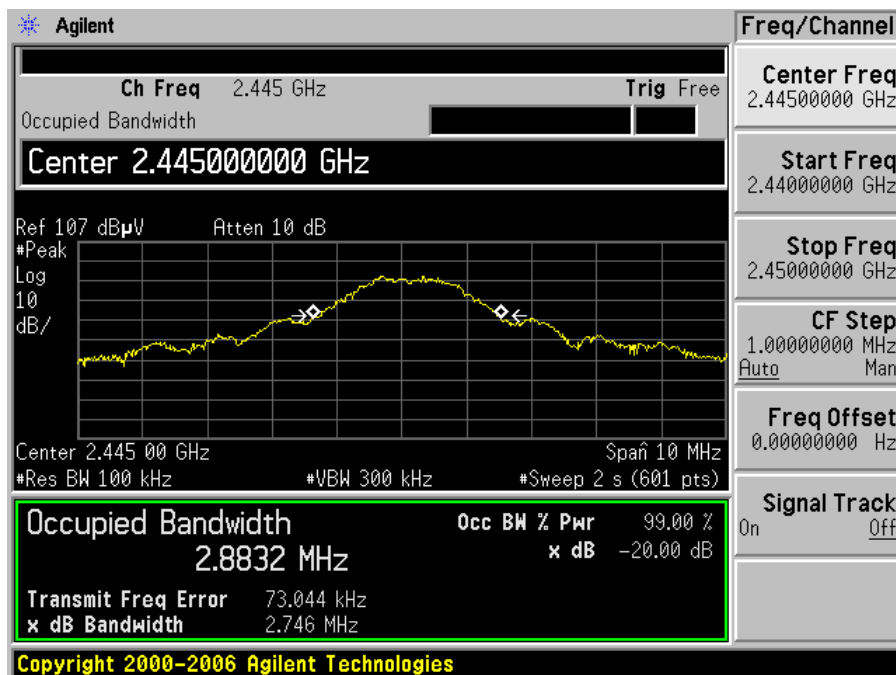 Agilent
Freq/Channel
Ch Freq 2.445 GHz Trig Free
Occupied Bandwidth
Center 2.445000000 GHz
Ref 107 dBµV Atten 10 dB
#Peak
Log
10
dB/
Center 2.445 00 GHz Span 10 MHz
#Res BW 100 kHz #VBW 300 kHz #Sweep 2 s (601 pts)
Occupied Bandwidth
2.8832 MHz
Occ BW % Pwr 99.00 %
x dB -20.00 dB
Transmit Freq Error 73.044 kHz
x dB Bandwidth 2.746 MHz
Center Freq
2.44500000 GHz
Start Freq
2.44000000 GHz
Stop Freq
2.45000000 GHz
CF Step
1.00000000 MHz
Auto Man
Freq Offset
0.00000000 Hz
Signal Track
On Off
Copyright 2000-2006 Agilent Technologies